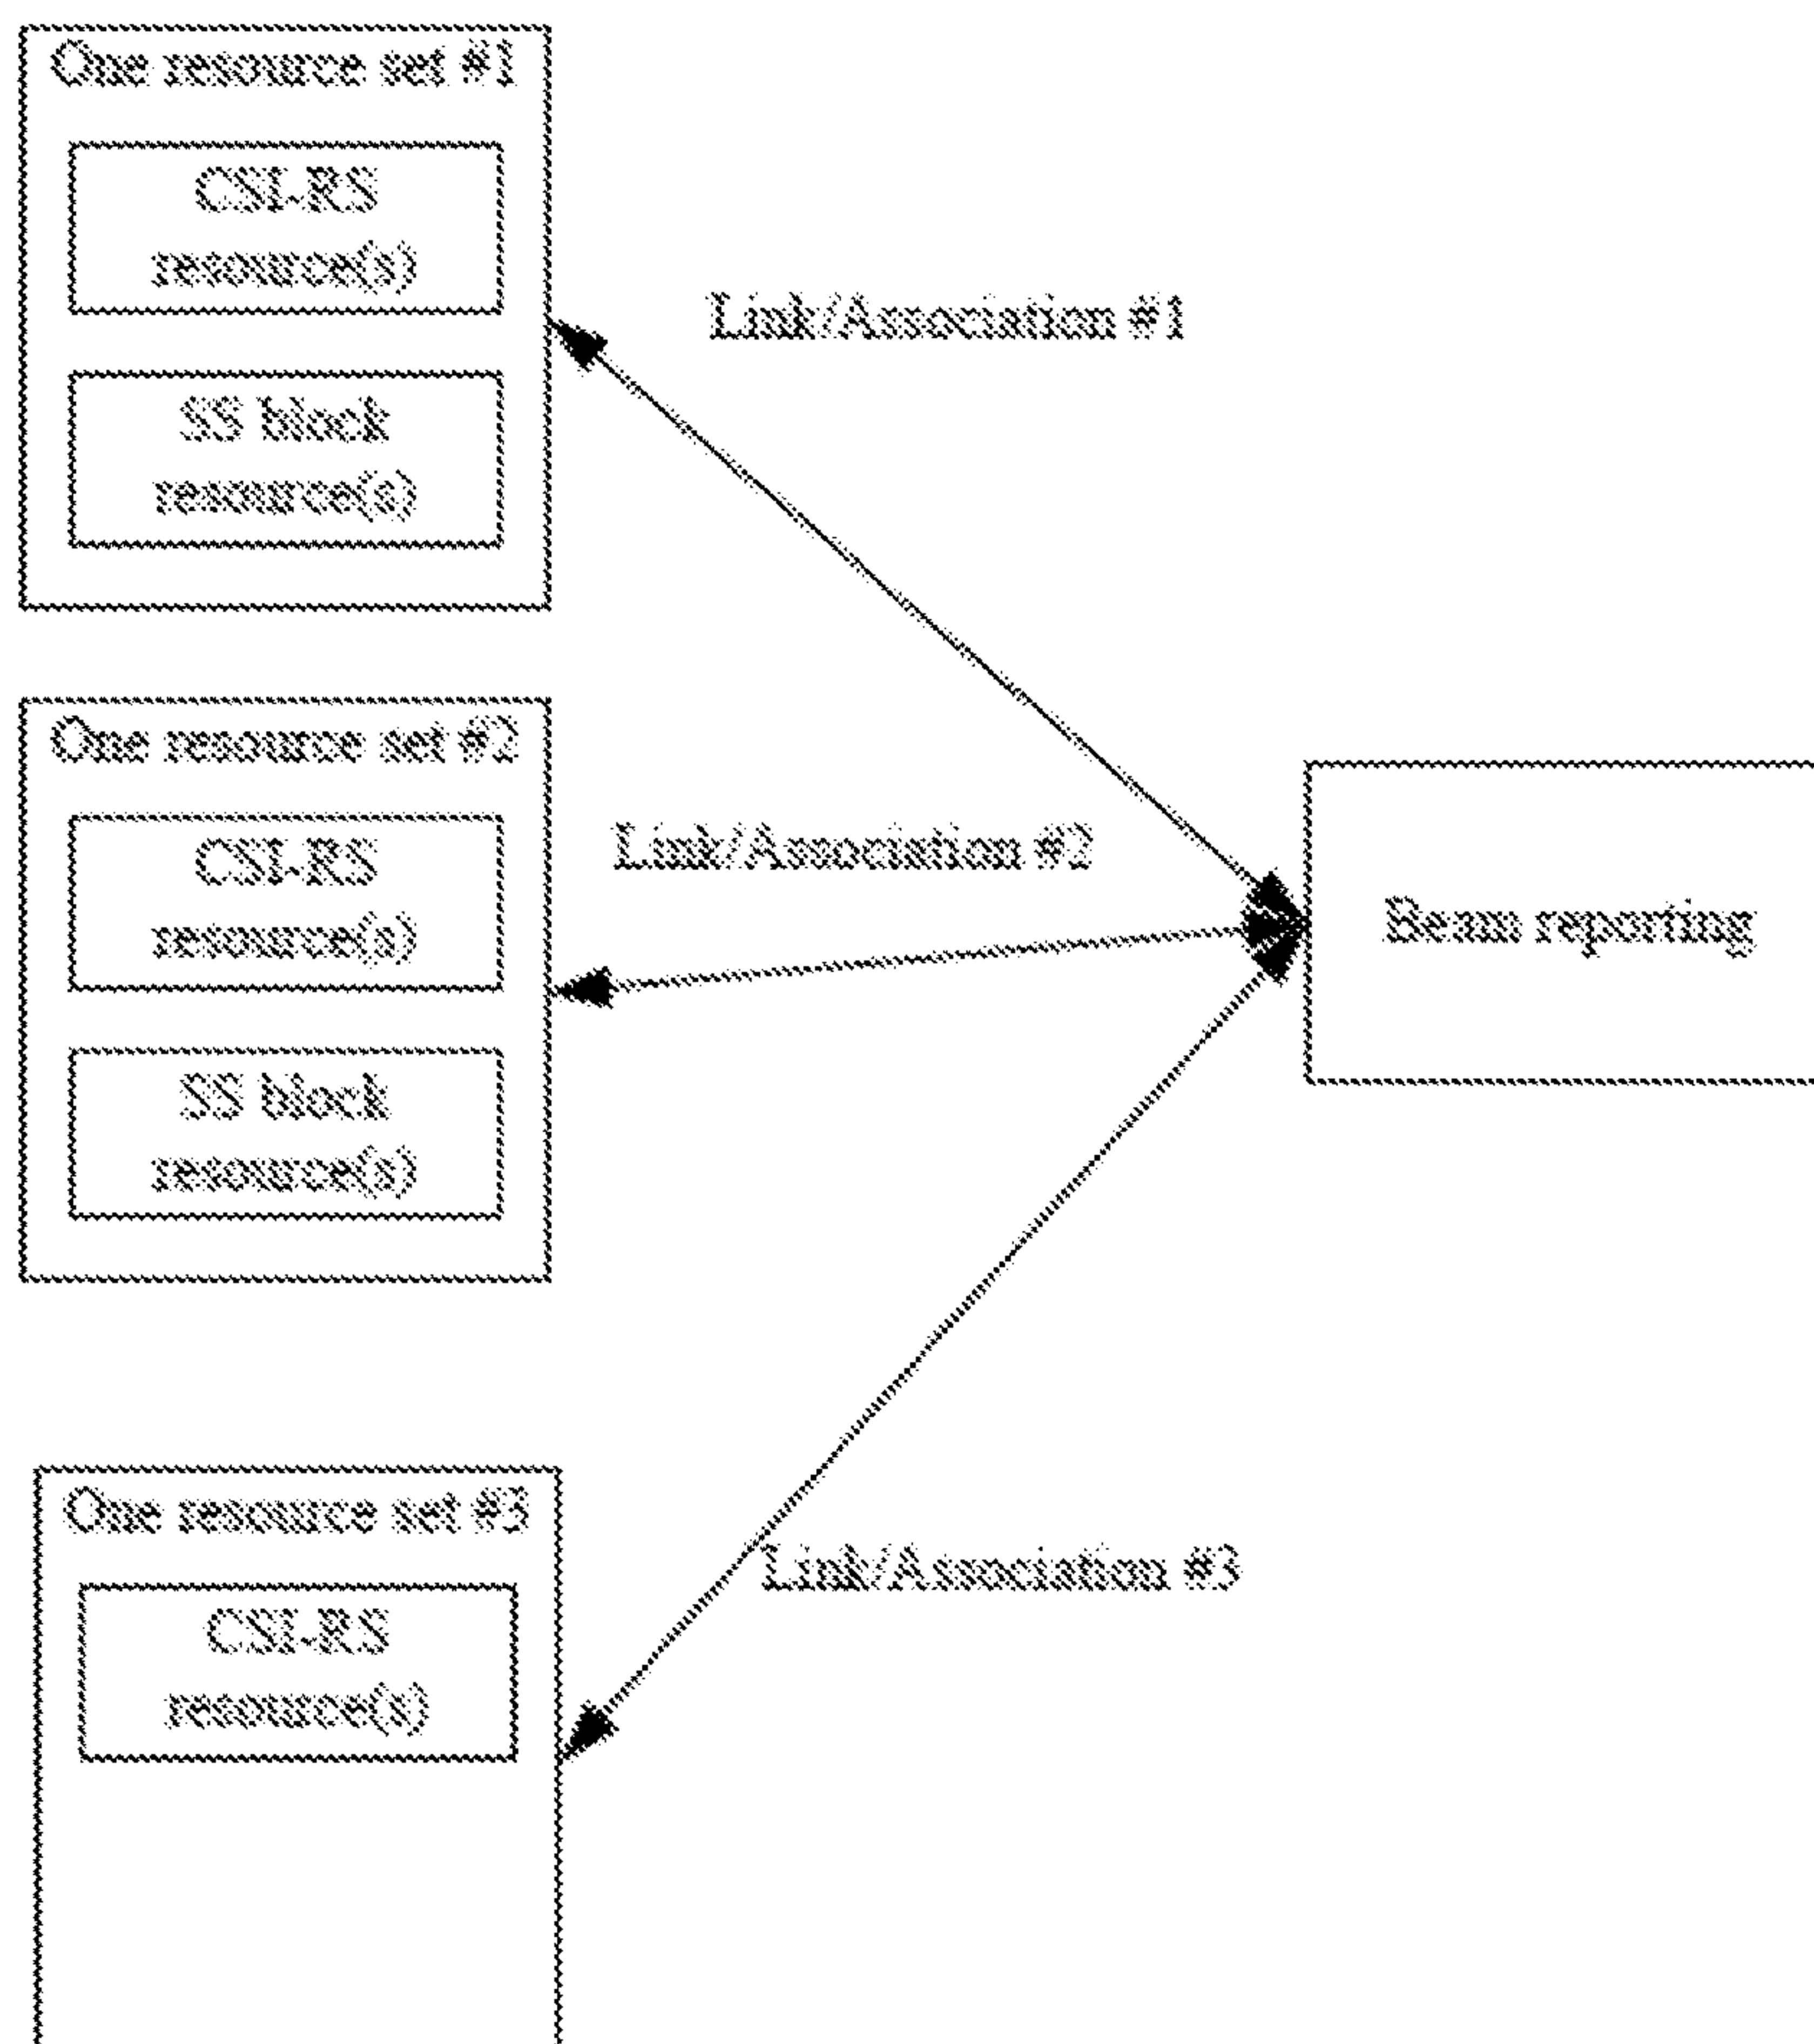 One resource set #1
CSI-RS
resource(s)
SS block
resource(s)
Link/Association #1
One resource set #2
CSI-RS
resource(s)
SS block
resource(s)
Link/Association #2
Beam reporting
One resource set #3
CSI-RS
resource(s)
Link/Association #3